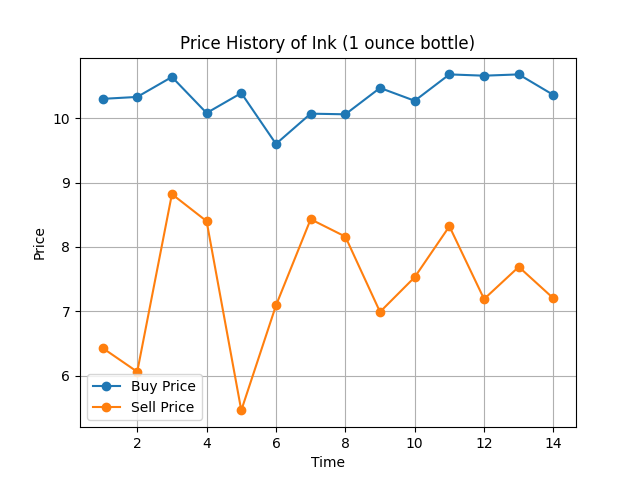 Price History of Ink (1 ounce bottle)
Price
10
9
8
7
6
Buy Price
Sell Price
2 4 6 8 10 12 14
Time